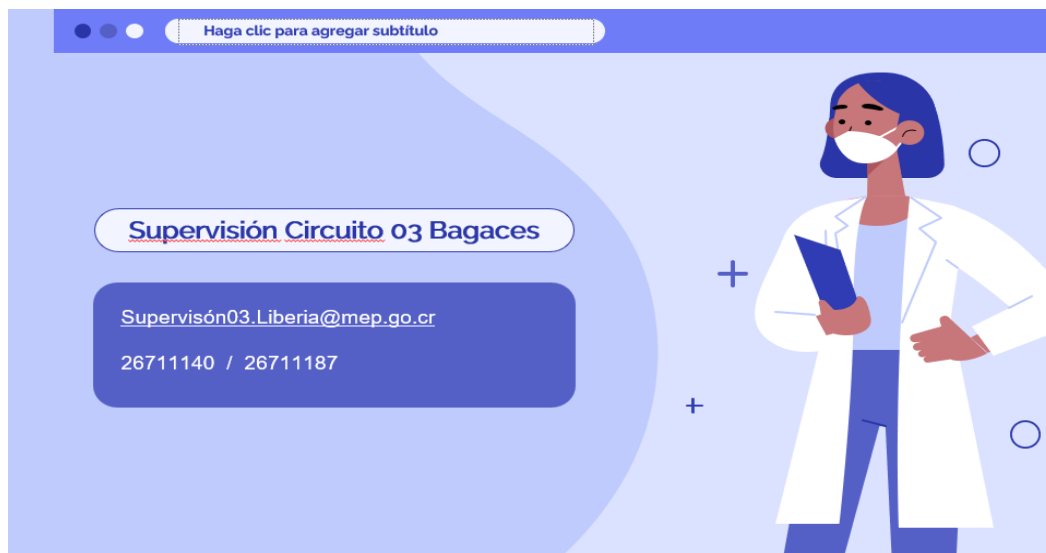 Haga clic para agregar subtítulo
Supervisión Circuito 03 Bagaces
Supervisón03.Liberia@mep.go.cr
26711140 / 26711187